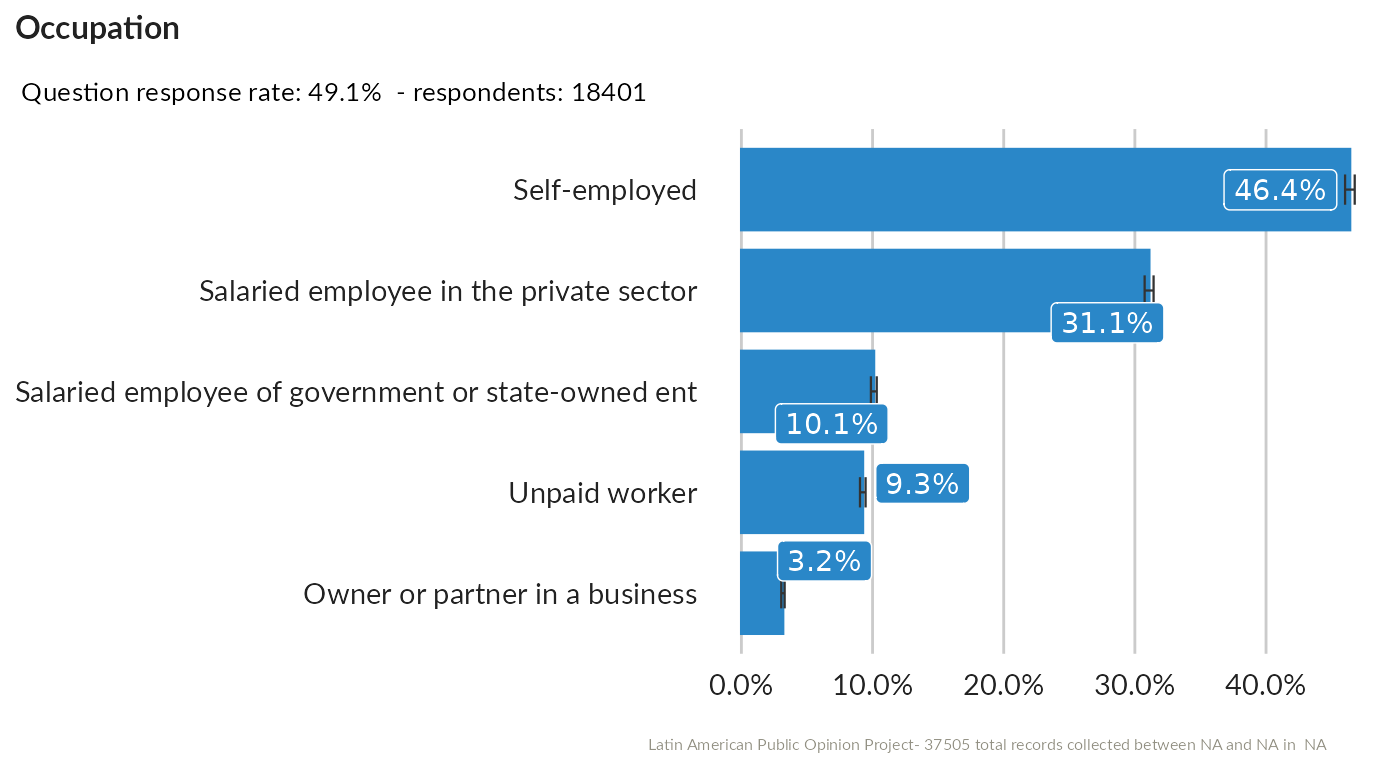 Occupation
Question response rate: 49.1%  - respondents: 18401
Self-employed
46.4%
Salaried employee in the private sector
31.1%
Salaried employee of government or state-owned ent
10.1%
Unpaid worker
9.3%
Owner or partner in a business
3.2%
0.0% 10.0% 20.0% 30.0% 40.0%
Latin American Public Opinion Project- 37505 total records collected between NA and NA in  NA